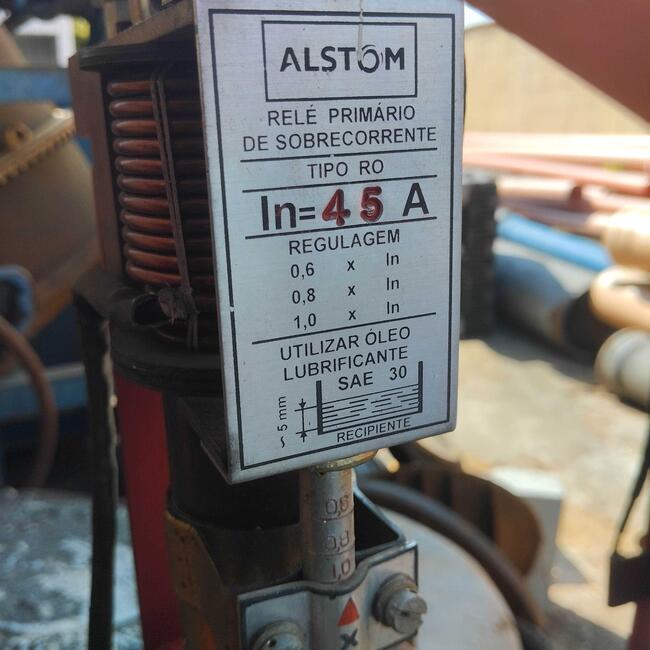 ALSTOM
RELÉ PRIMÁRIO
DE SOBRECORRENTE
TIPO RO
In=45 A
REGULAGEM
0,6 x In
0,8 x In
1,0 x In
UTILIZAR ÓLEO
LUBRIFICANTE
SAE 30
~ 5 mm
RECIPIENTE
0,6
0,8
1,0
x